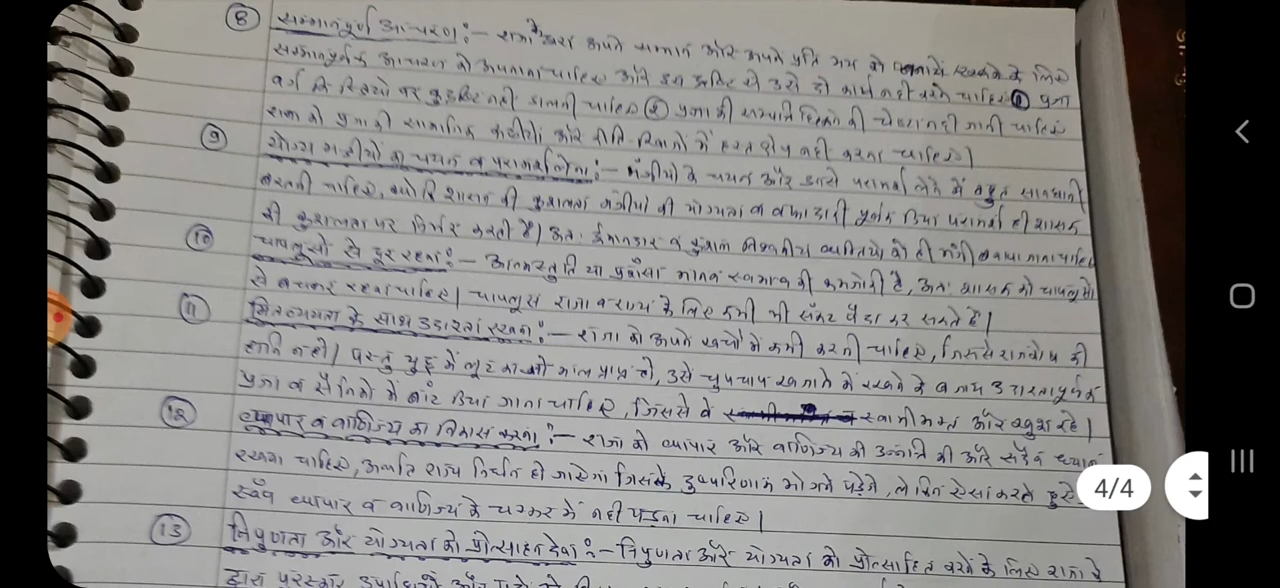 8 सम्मानपूर्ण आचरण :- राजा को अपने सम्मान और अपने प्रति भय को बनाये रखने के लिए
सम्मानपूर्वक आचरण को अपनाना चाहिए और इस दृष्टि से उसे दो कार्य नही करने चाहिए ① प्रजा
वर्ग कि स्त्रियों पर कुदृष्टि नही डालनी चाहिए ② प्रजा की सम्पत्ति छिनने की चेष्टा नही जानी चाहिए
राजा को प्रजा की सामाजिक और रीति-रिवाजों में हस्तक्षेप नही करना चाहिए।
9 योग्य मंत्रीयों का चयन व परामर्श लेना :- मंत्रीयो के चयन और उनसे परामर्श लेने में बहुत सावधानी
बरतनी चाहिए, क्यो कि शासन की कुशलता मंत्रीयो की योग्यता व वफादारी पूर्वक दिया परामर्श ही शासक
की कुशलता पर निर्भर करती है। अतः ईमानदार व कुशल व्यक्तियो को ही मंत्री बनाया जाना चाहिए
10 चापलूसों से दूर रहना :- आत्मस्तुति या प्रशंसा मानव स्वभाव की कमजोरी है, अतः शासक को चापलूसो
से बचकर रहना चाहिए। चापलूस राजा व राज्य के लिए कभी भी संकट पैदा कर सकते है।
11 मितव्ययता के साथ उदारता रखना :- राजा को अपने खर्चो में कमी करनी चाहिए, जिससे राजकोष की
हानि न हो। परन्तु युद्ध में लूट का जो माल प्राप्त हो, उसे चुपचाप खजाने में रखने के बजाय उदारतापूर्वक
प्रजा व सैनिको में बांट दिया जाना चाहिए, जिससे वे स्वामीभक्त और खुश रहे।
12 व्यापार व वाणिज्य का विकास करना :- राजा को व्यापार और वाणिज्य की उन्नति की और सदैव ध्यान
रखना चाहिए, अन्यथा राज्य निर्धन हो जाएगा जिसके दुष्परिणाम भोगने पड़ेगे, लेकिन ऐसा करते हुए
स्वंय व्यापार व वाणिज्य के चक्कर में नही पड़ना चाहिए।
4/4
13 निपुणता और योग्यता को प्रोत्साहन देना :- निपुणता और योग्यता को प्रोत्साहित करने के लिए राजा के
द्वारा पुरस्कार उपाधियाँ